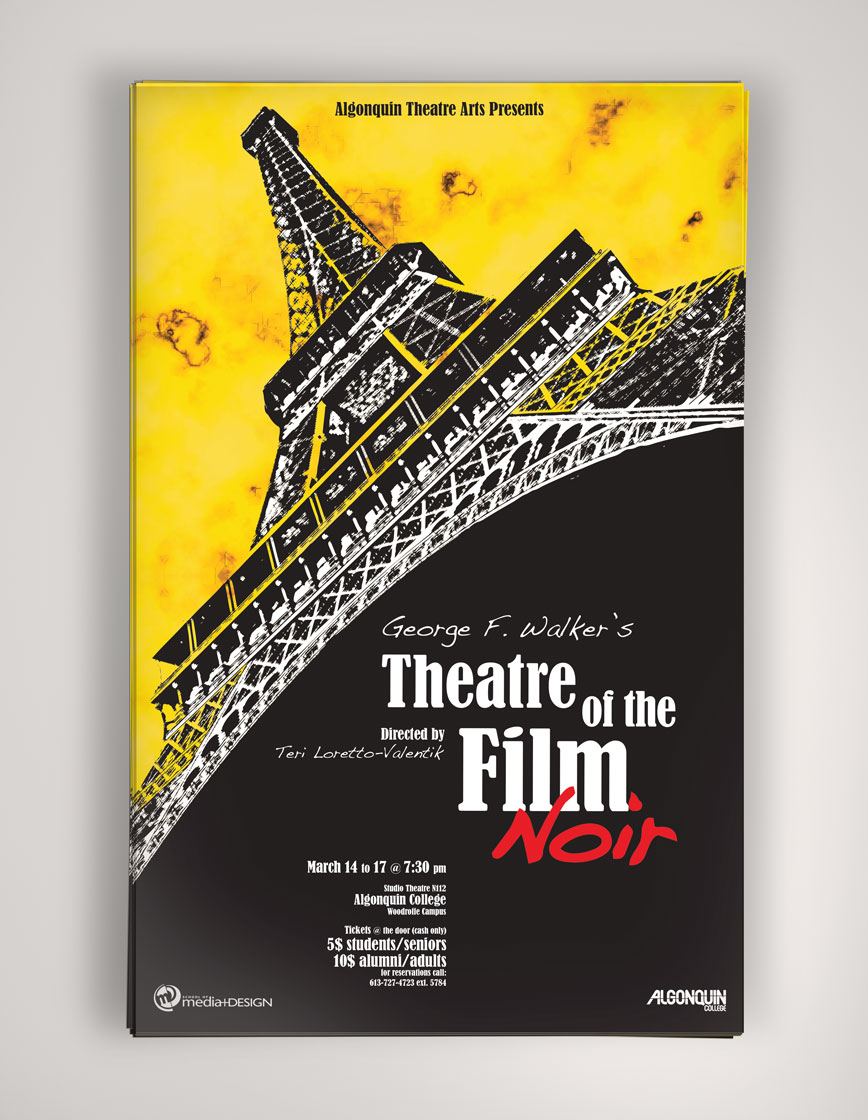 Algonquin Theatre Arts Presents
George F. Walker's
Theatre
of the
Directed by
Teri Loretto-Valentik
Film
Noir
March 14 to 17 @ 7:30 pm
Studio Theatre N112
Algonquin College
Woodroffe Campus
Tickets @ the door (cash only)
5$ students/seniors
10$ alumni/adults
for reservations call:
613-727-4723 ext. 5784
SCHOOL OF
media+DESIGN
ALGONQUIN
COLLEGE